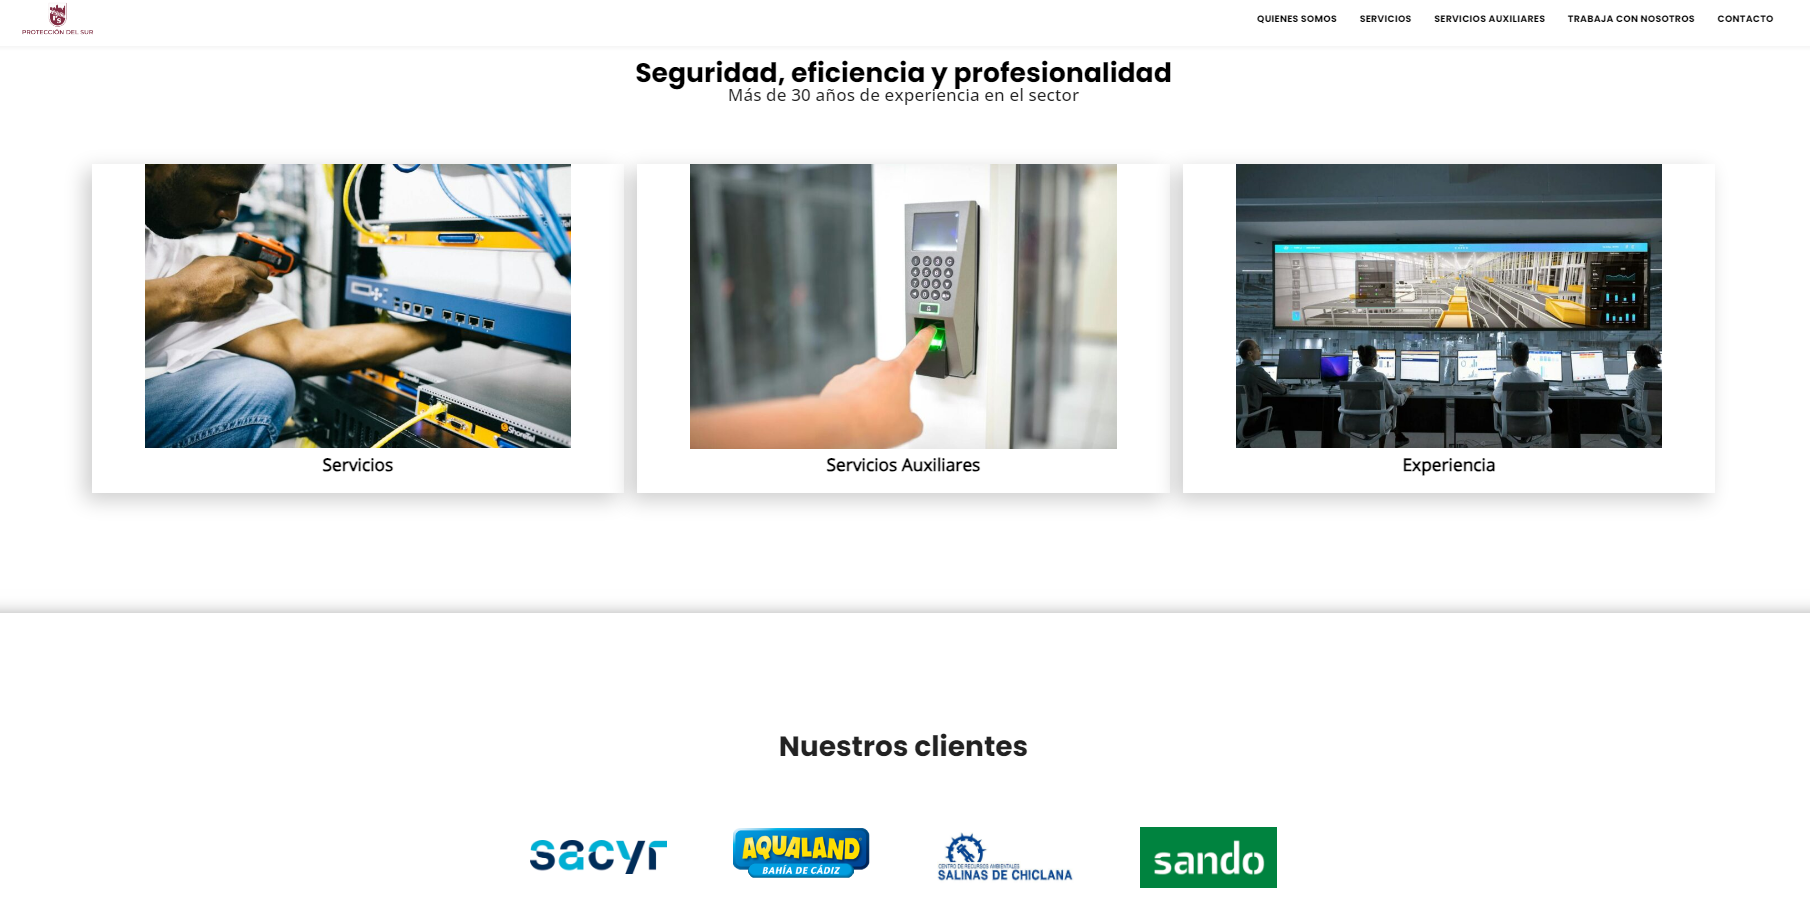 PROTECCIÓN DEL SUR
QUIENES SOMOS
SERVICIOS
SERVICIOS AUXILIARES
TRABAJA CON NOSOTROS
CONTACTO
Seguridad, eficiencia y profesionalidad
Más de 30 años de experiencia en el sector
ShoreTel
Servicios
Servicios Auxiliares
Experiencia
Nuestros clientes
sacyr
AQUALAND
BAHÍA DE CÁDIZ
CENTRO DE RECURSOS AMBIENTALES
SALINAS DE CHICLANA
sando